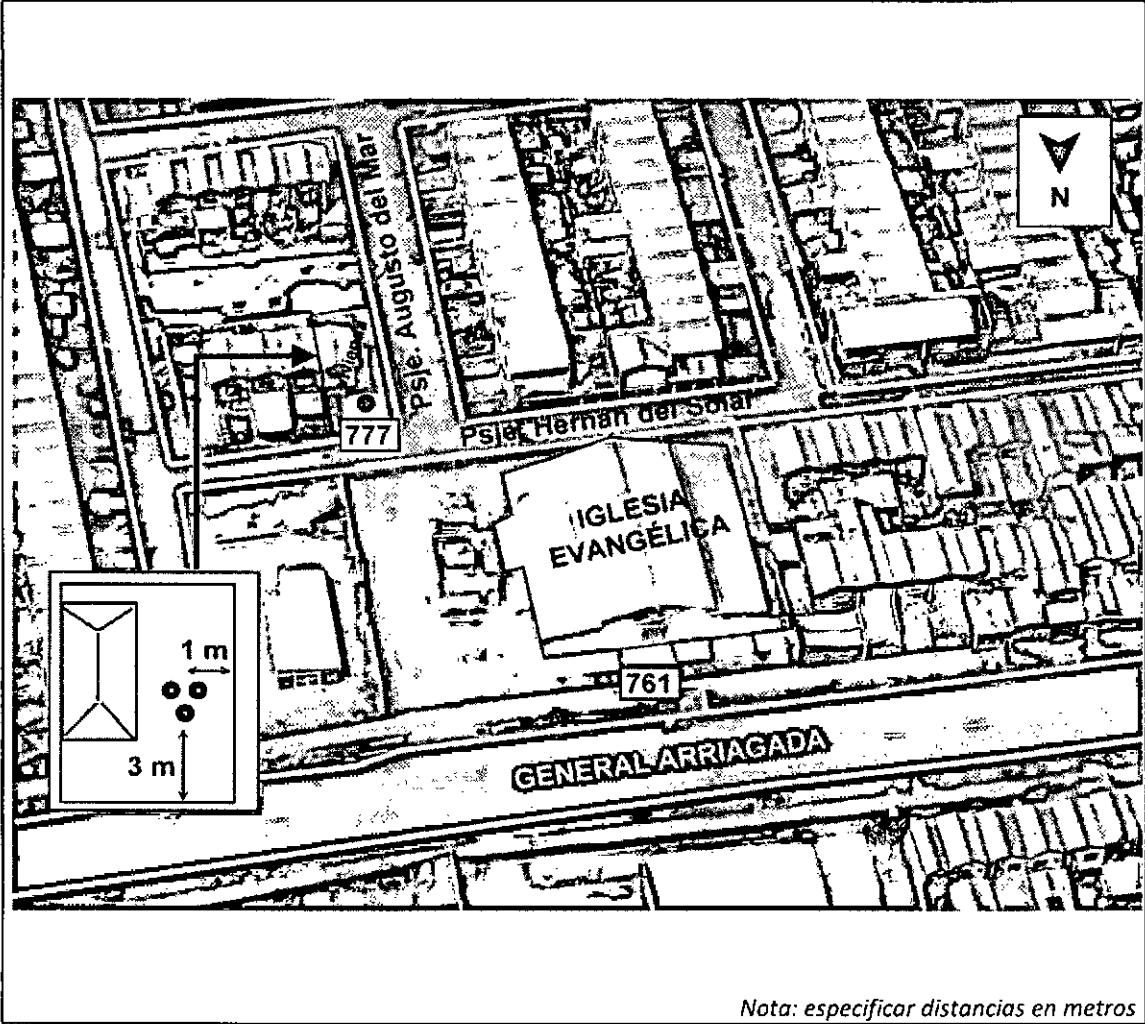 Psje. Augusto del Mar
N
777
Psje. Hernan del Solar
IGLESIA
EVANGÉLICA
1 m
761
3 m
GENERAL ARRIAGADA
Nota: especificar distancias en metros